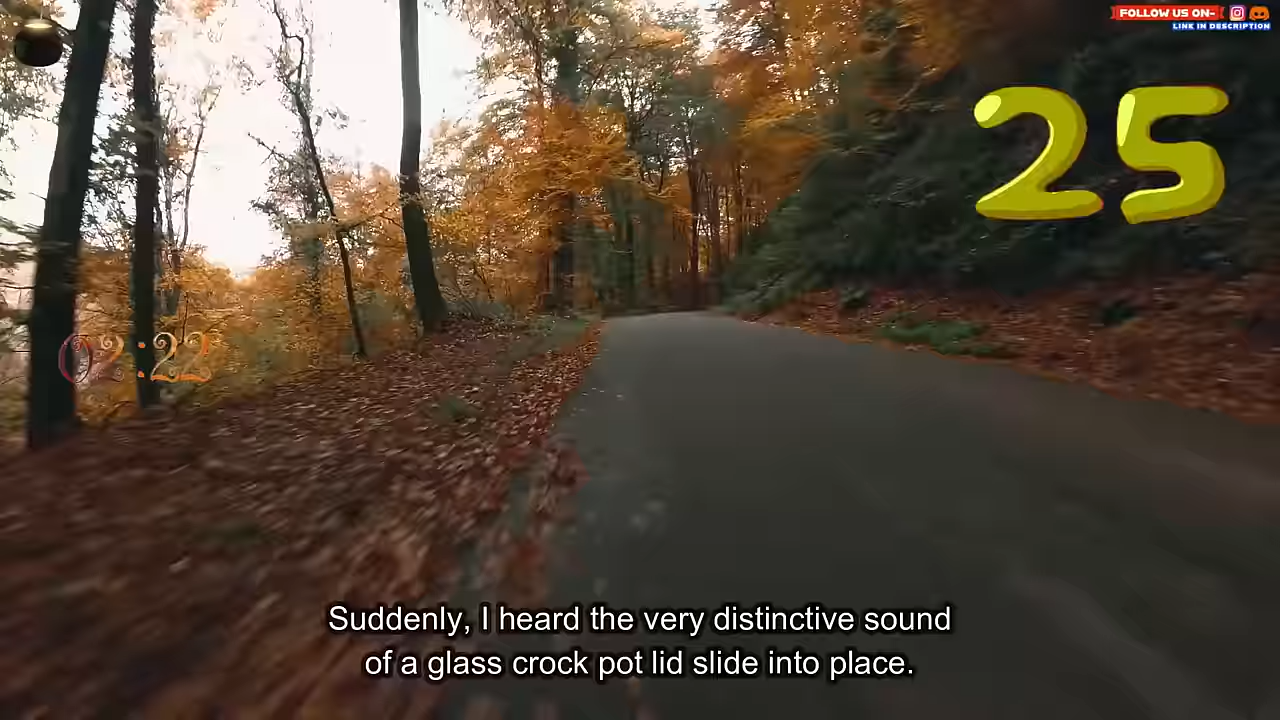 FOLLOW US ON-
LINK IN DESCRIPTION
25
02:22
Suddenly, I heard the very distinctive sound
of a glass crock pot lid slide into place.